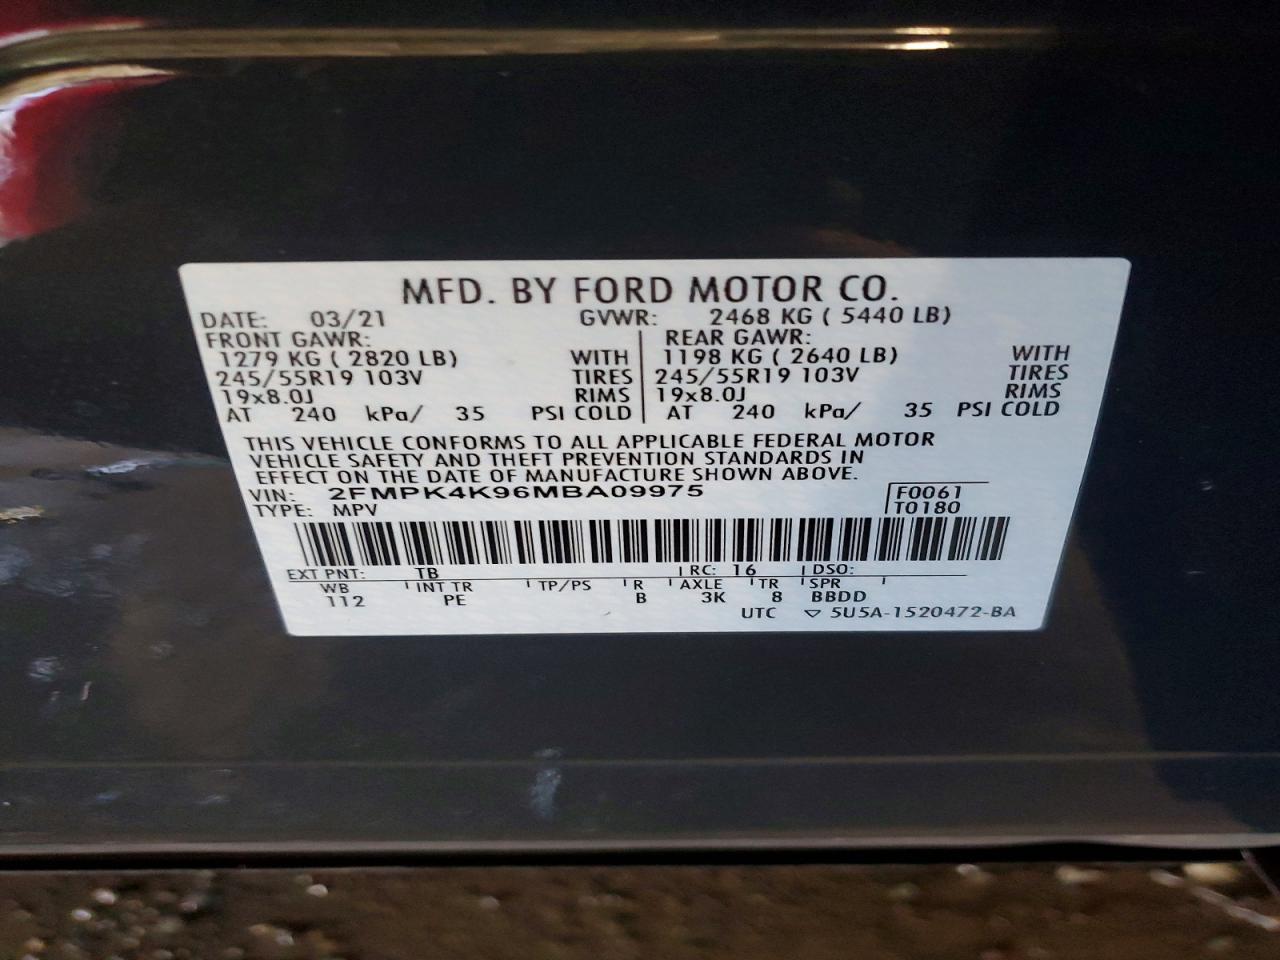 MFD. BY FORD MOTOR CO.
DATE: 03/21 GVWR: 2468 KG ( 5440 LB)
FRONT GAWR: REAR GAWR:
1279 KG ( 2820 LB) WITH 1198 KG ( 2640 LB) WITH
245/55R19 103V TIRES 245/55R19 103V TIRES
19x8.0J RIMS 19x8.0J RIMS
AT 240 kPa/ 35 PSI COLD AT 240 kPa/ 35 PSI COLD
THIS VEHICLE CONFORMS TO ALL APPLICABLE FEDERAL MOTOR
VEHICLE SAFETY AND THEFT PREVENTION STANDARDS IN
EFFECT ON THE DATE OF MANUFACTURE SHOWN ABOVE.
VIN: 2FMPK4K96MBA09975 F0061
TYPE: MPV T0180
EXT PNT: TB RC: 16 DSO:
WB INT TR TP/PS R AXLE TR SPR
112 PE B 3K 8 BBDD
UTC ▽ 5U5A-1520472-BA